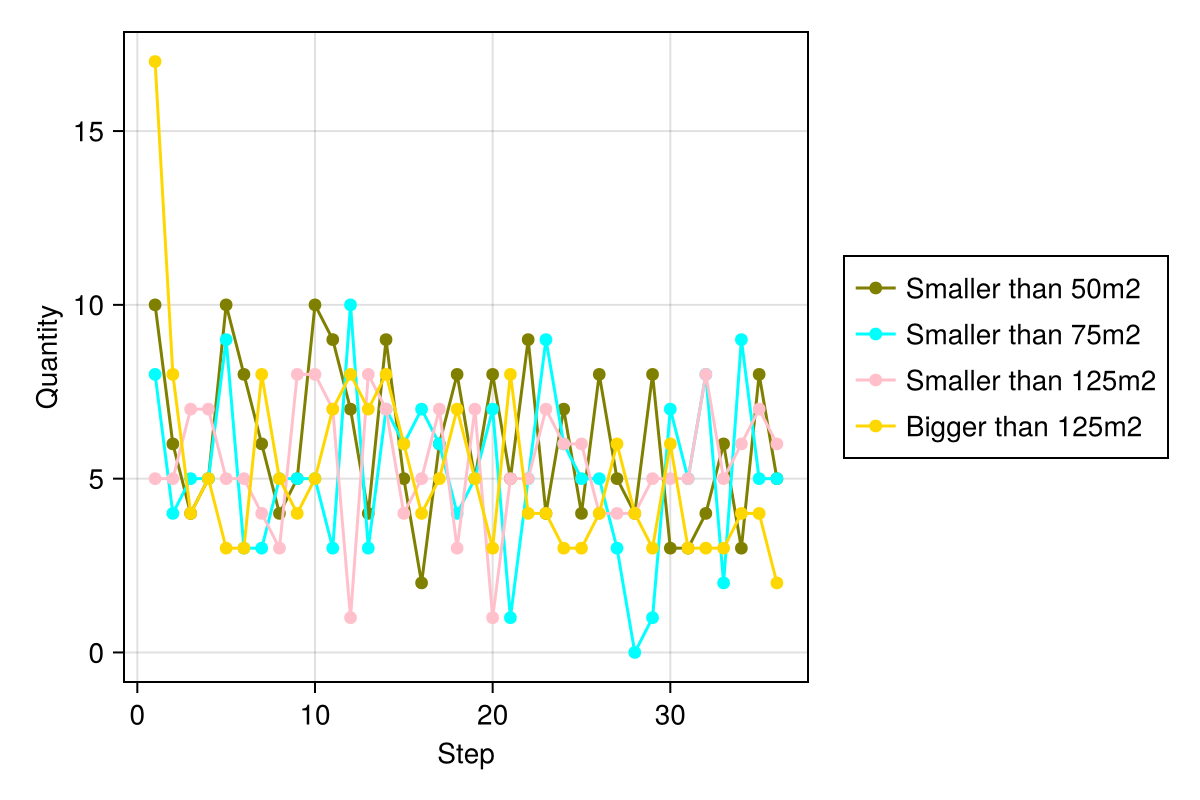 15
10
5
0
Quantity
0 10 20 30
Step
Smaller than 50m2
Smaller than 75m2
Smaller than 125m2
Bigger than 125m2